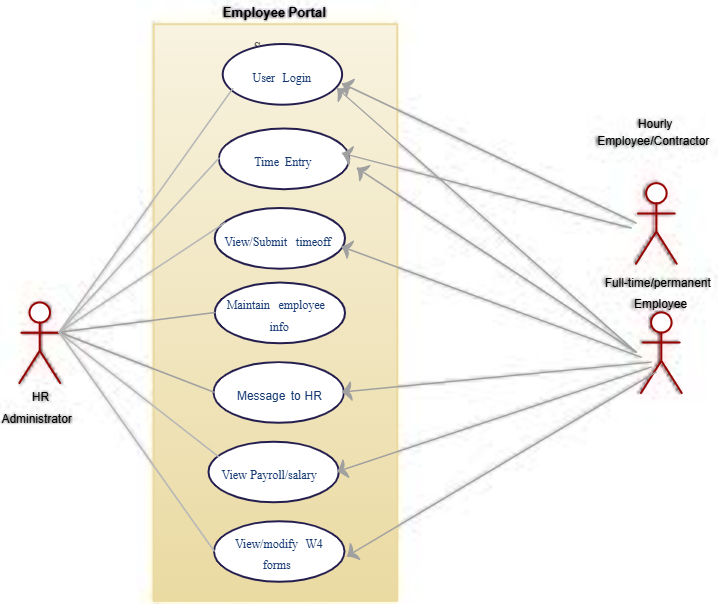 Employee Portal
User Login
Hourly
Employee/Contractor
Time Entry
View/Submit timeoff
Full-time/permanent
Employee
Maintain employee
info
HR
Administrator
Message to HR
View Payroll/salary
View/modify W4
forms